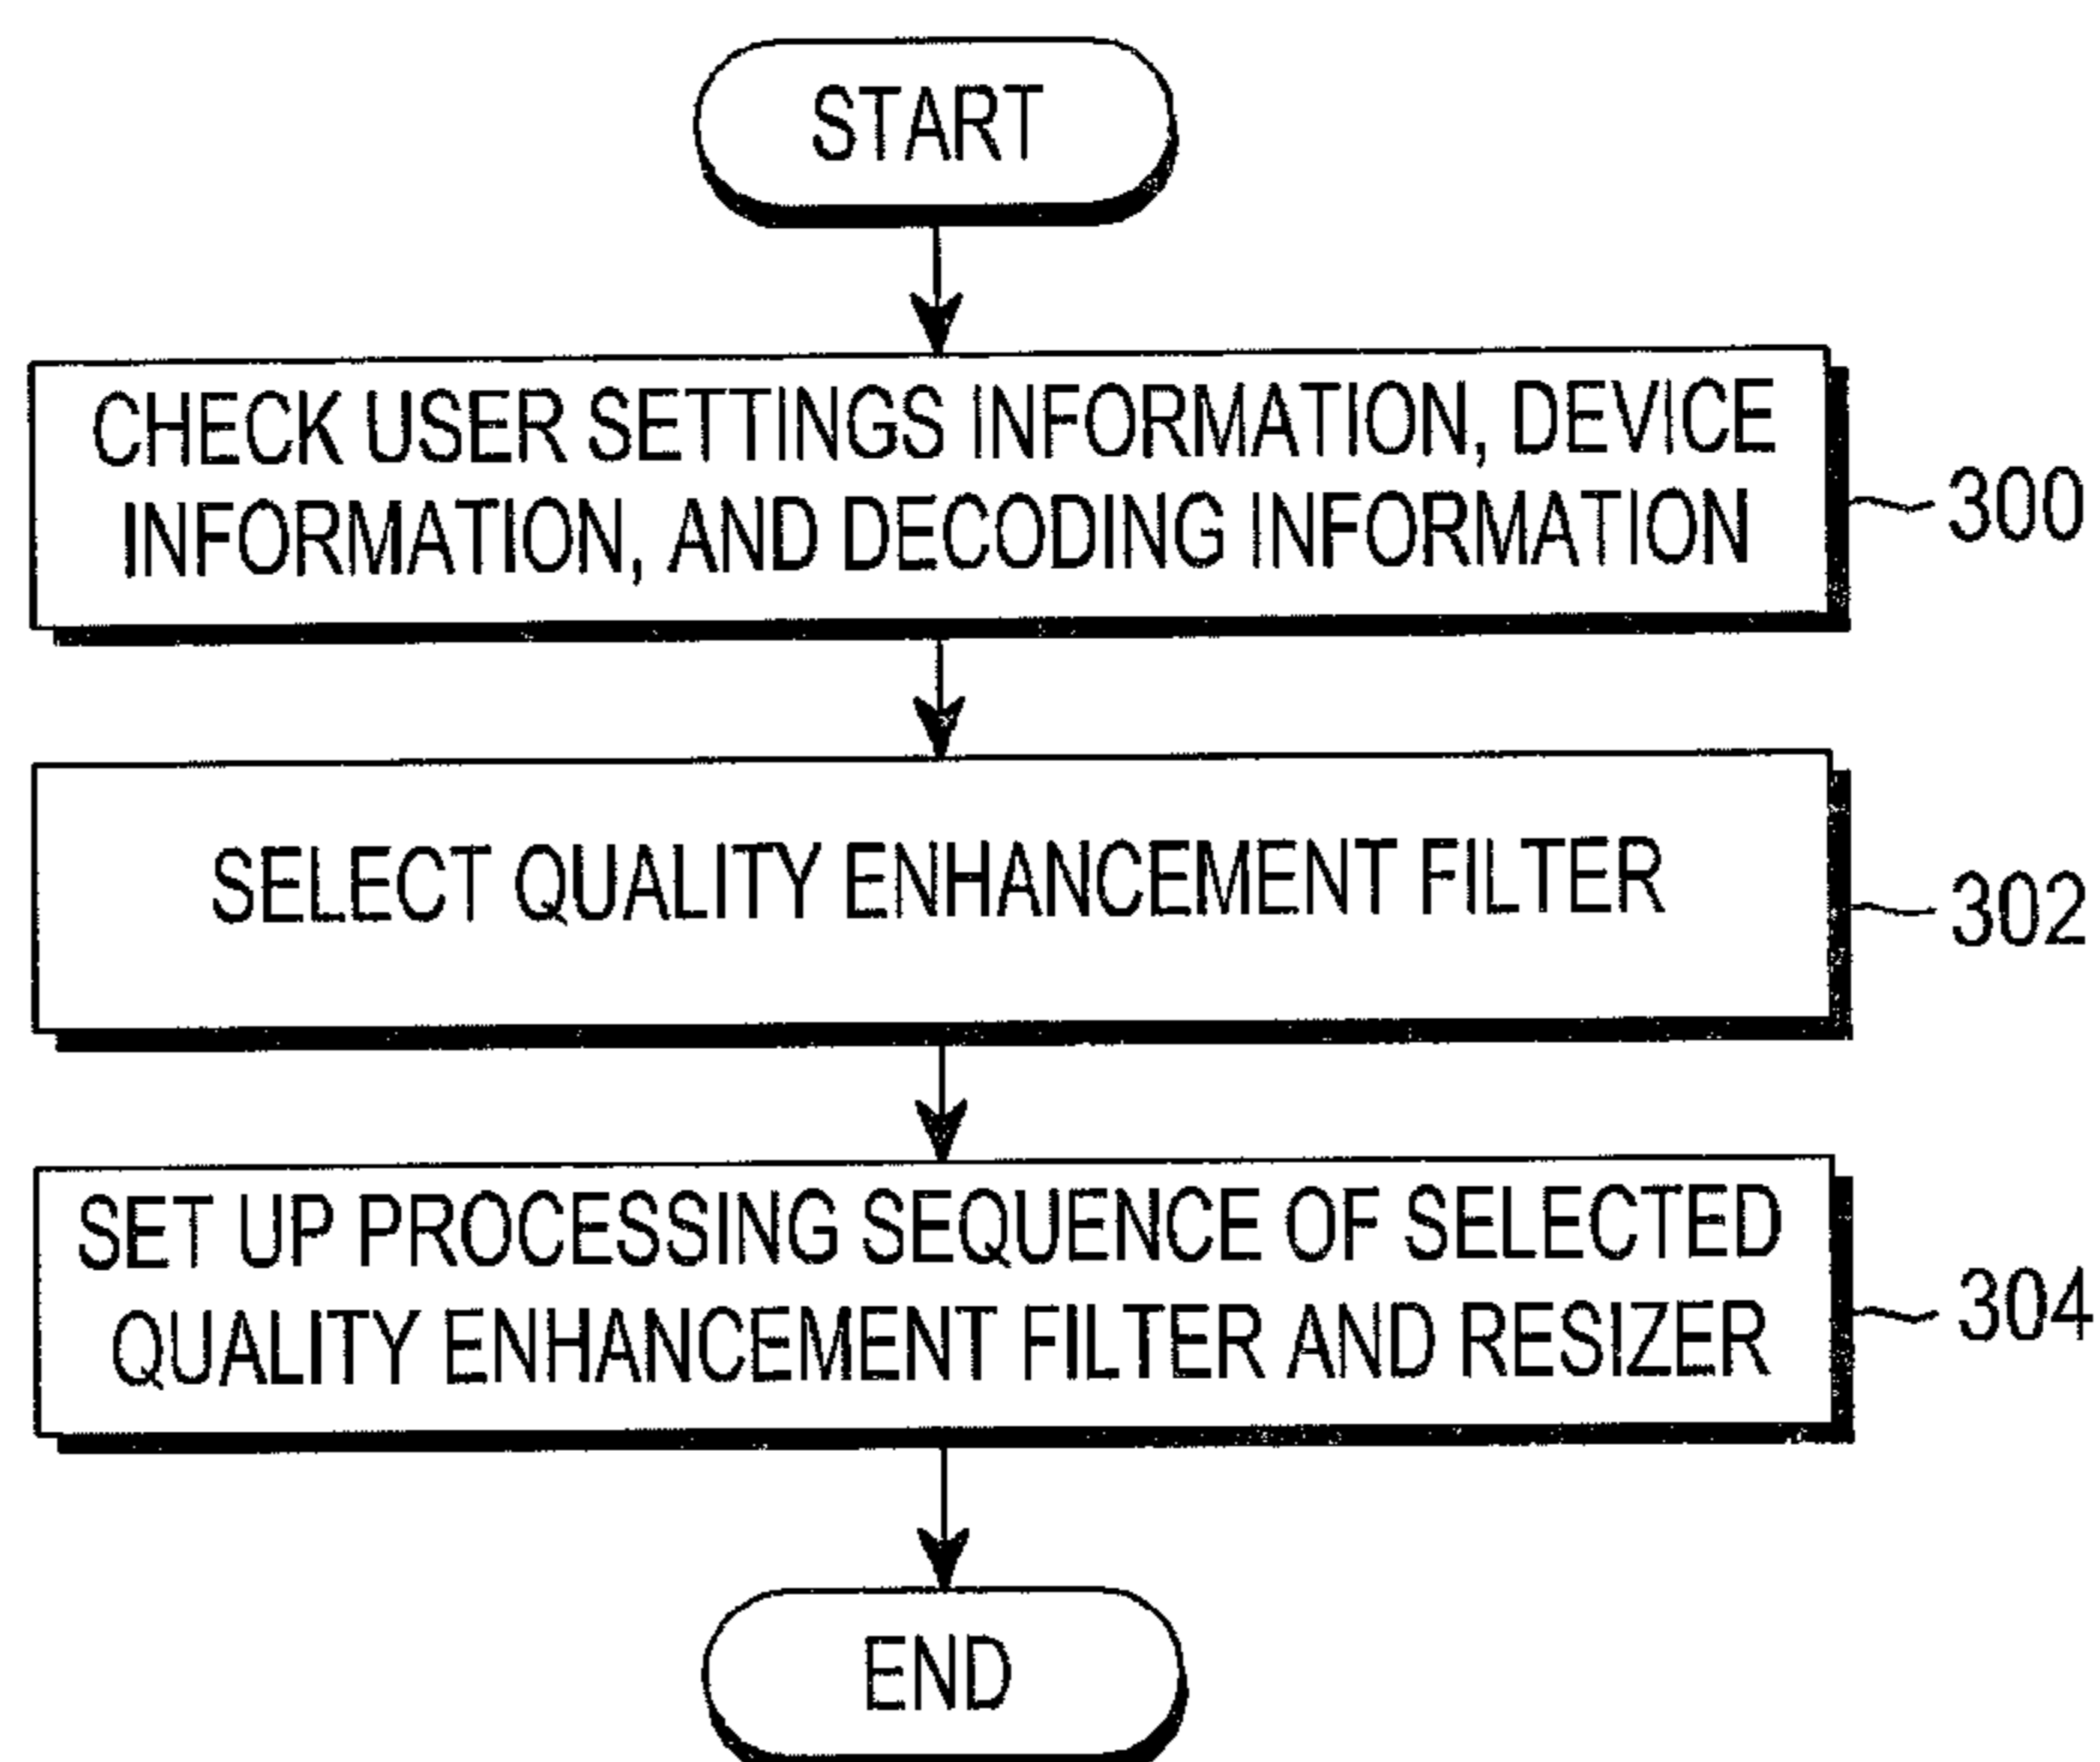 START
CHECK USER SETTINGS INFORMATION, DEVICE
INFORMATION, AND DECODING INFORMATION
300
SELECT QUALITY ENHANCEMENT FILTER
302
SET UP PROCESSING SEQUENCE OF SELECTED
QUALITY ENHANCEMENT FILTER AND RESIZER
304
END